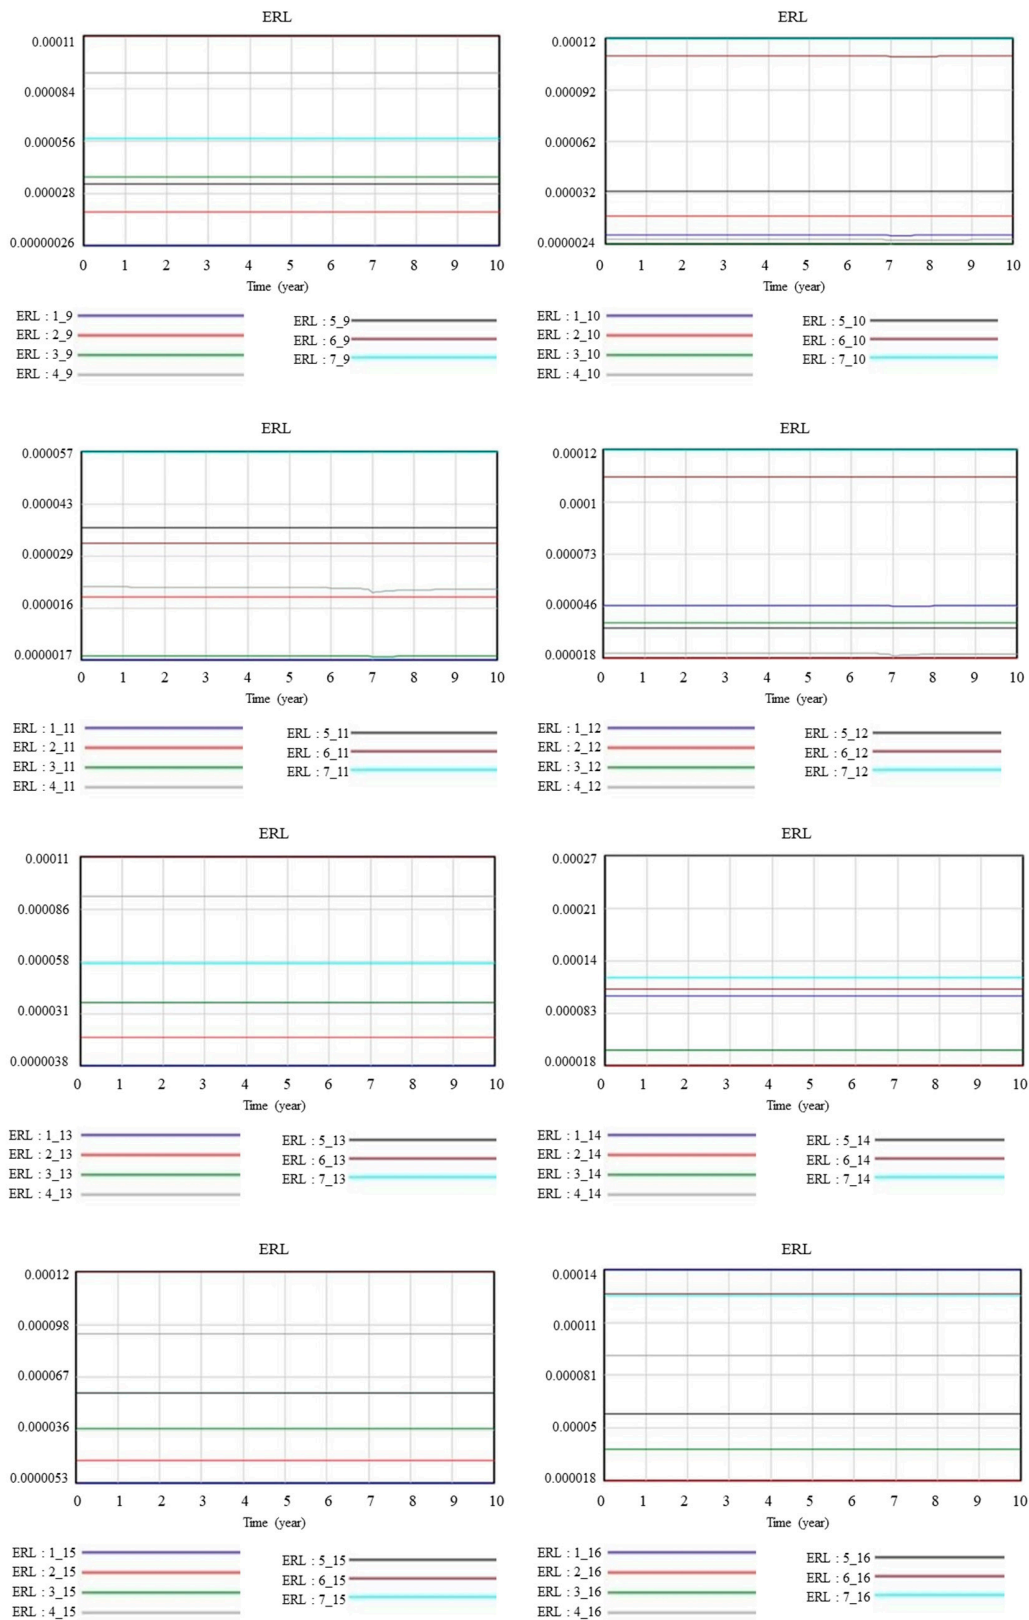 ERL
0.00011
0.000084
0.000056
0.000028
0.00000026
0 1 2 3 4 5 6 7 8 9 10
Time (year)
ERL : 1_9
ERL : 2_9
ERL : 3_9
ERL : 4_9
ERL : 5_9
ERL : 6_9
ERL : 7_9
ERL
0.00012
0.000092
0.000062
0.000032
0.0000024
0 1 2 3 4 5 6 7 8 9 10
Time (year)
ERL : 1_10
ERL : 2_10
ERL : 3_10
ERL : 4_10
ERL : 5_10
ERL : 6_10
ERL : 7_10
ERL
0.000057
0.000043
0.000029
0.000016
0.0000017
0 1 2 3 4 5 6 7 8 9 10
Time (year)
ERL : 1_11
ERL : 2_11
ERL : 3_11
ERL : 4_11
ERL : 5_11
ERL : 6_11
ERL : 7_11
ERL
0.00012
0.0001
0.000073
0.000046
0.000018
0 1 2 3 4 5 6 7 8 9 10
Time (year)
ERL : 1_12
ERL : 2_12
ERL : 3_12
ERL : 4_12
ERL : 5_12
ERL : 6_12
ERL : 7_12
ERL
0.00011
0.000086
0.000058
0.000031
0.0000038
0 1 2 3 4 5 6 7 8 9 10
Time (year)
ERL : 1_13
ERL : 2_13
ERL : 3_13
ERL : 4_13
ERL : 5_13
ERL : 6_13
ERL : 7_13
ERL
0.00027
0.00021
0.00014
0.000083
0.000018
0 1 2 3 4 5 6 7 8 9 10
Time (year)
ERL : 1_14
ERL : 2_14
ERL : 3_14
ERL : 4_14
ERL : 5_14
ERL : 6_14
ERL : 7_14
ERL
0.00012
0.000098
0.000067
0.000036
0.0000053
0 1 2 3 4 5 6 7 8 9 10
Time (year)
ERL : 1_15
ERL : 2_15
ERL : 3_15
ERL : 4_15
ERL : 5_15
ERL : 6_15
ERL : 7_15
ERL
0.00014
0.00011
0.000081
0.00005
0.000018
0 1 2 3 4 5 6 7 8 9 10
Time (year)
ERL : 1_16
ERL : 2_16
ERL : 3_16
ERL : 4_16
ERL : 5_16
ERL : 6_16
ERL : 7_16